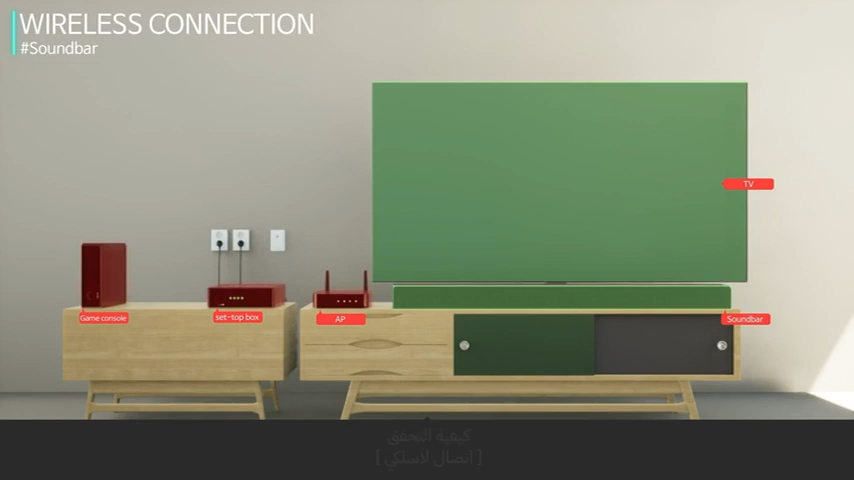 WIRELESS CONNECTION
#Soundbar
TV
Game console
set-top box
AP
Soundbar
كيفية التحقق
[ اتصال لاسلكي ]